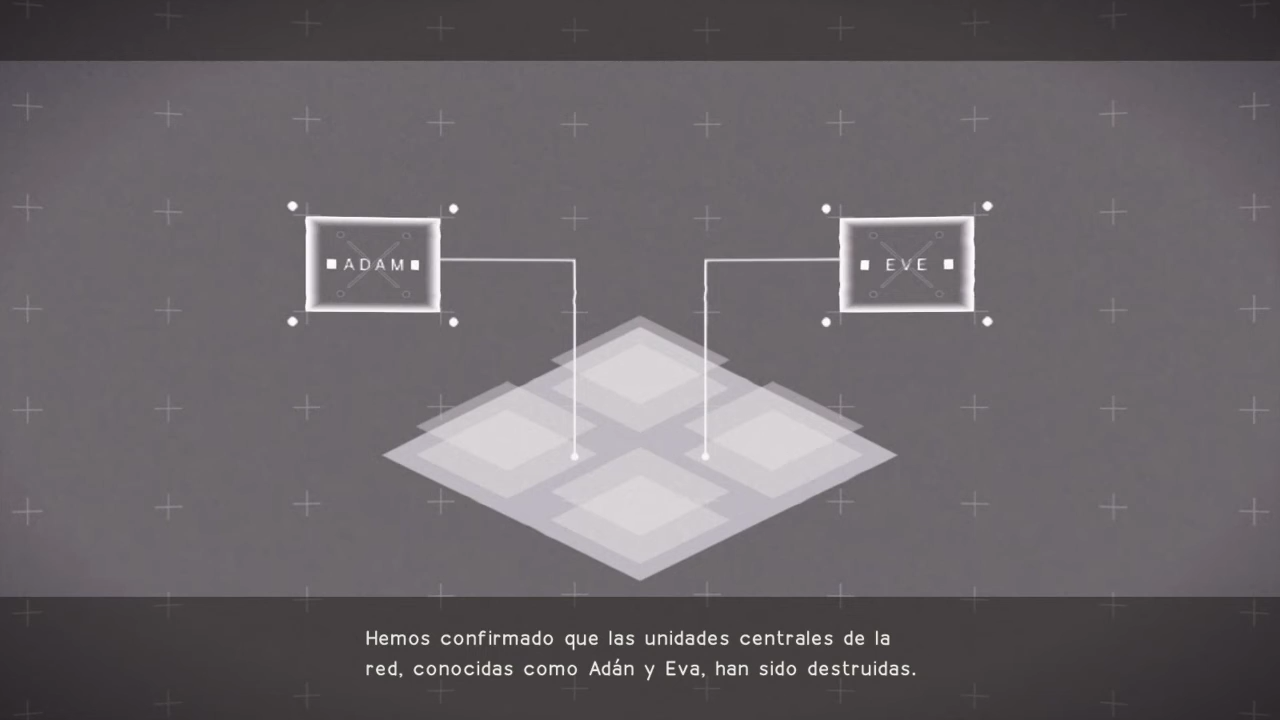 ADAM
EVE
Hemos confirmado que las unidades centrales de la
red, conocidas como Adán y Eva, han sido destruidas.